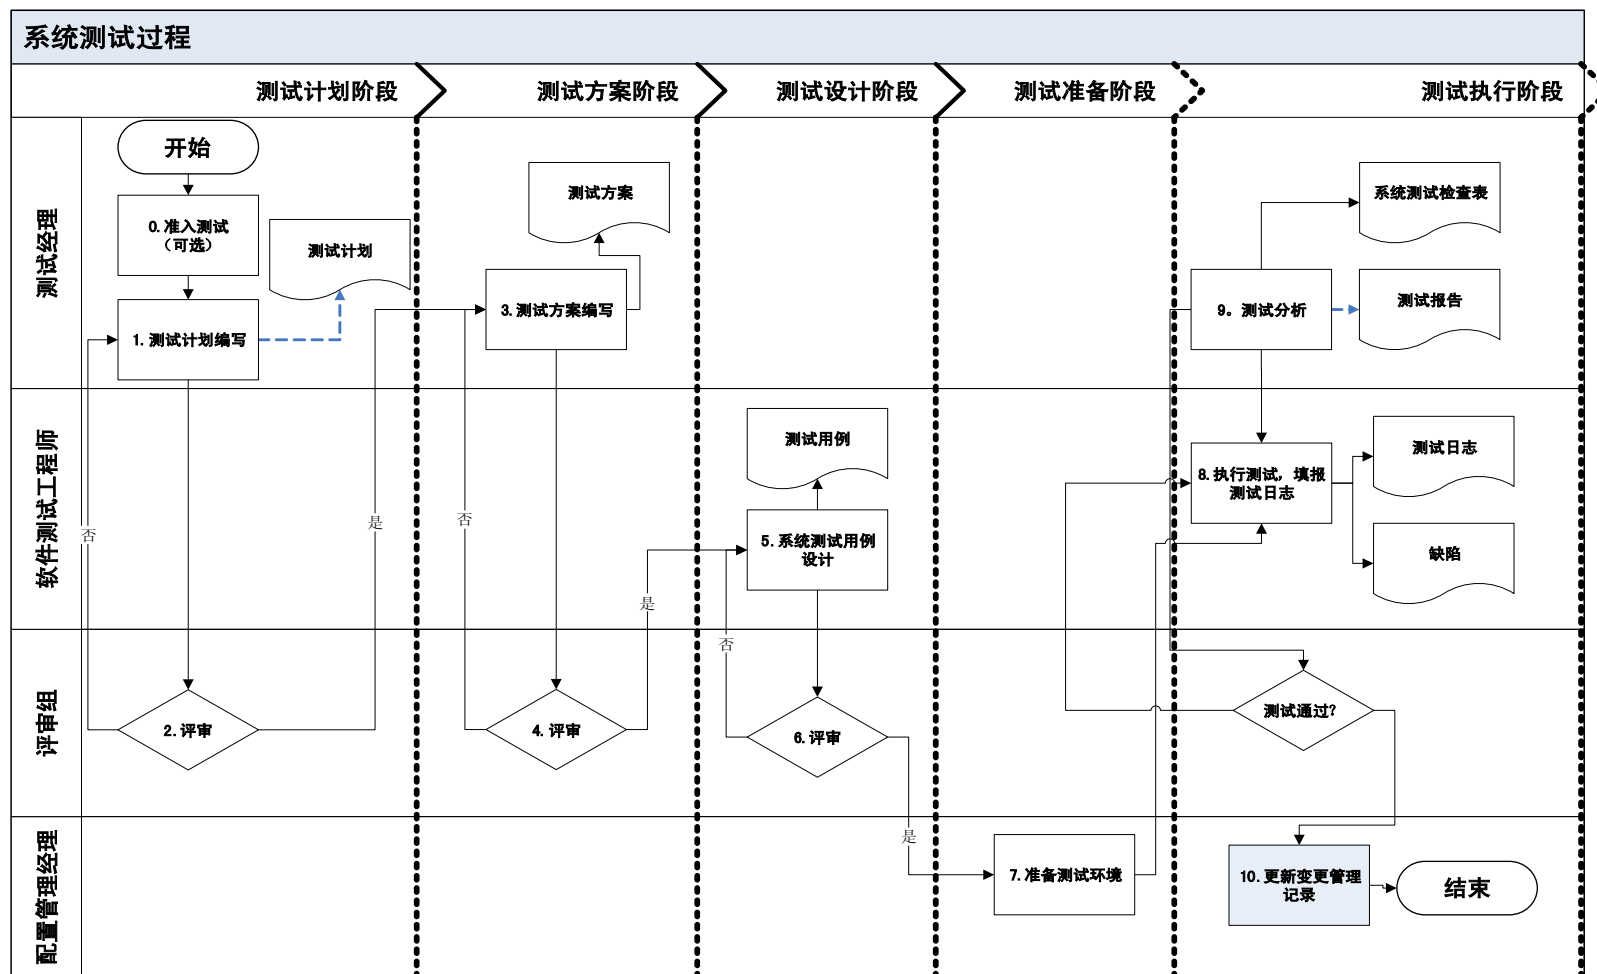 系统测试过程
测试计划阶段
测试方案阶段
测试设计阶段
测试准备阶段
测试执行阶段
测试经理
开始
0.准入测试
（可选）
测试计划
1.测试计划编写
测试方案
3.测试方案编写
系统测试检查表
9。测试分析
测试报告
软件测试工程师
否
是
否
测试用例
5.系统测试用例
设计
是
8.执行测试，填报
测试日志
测试日志
缺陷
评审组
2.评审
4.评审
否
6.评审
测试通过?
配置管理经理
是
7.准备测试环境
10.更新变更管理
记录
结束